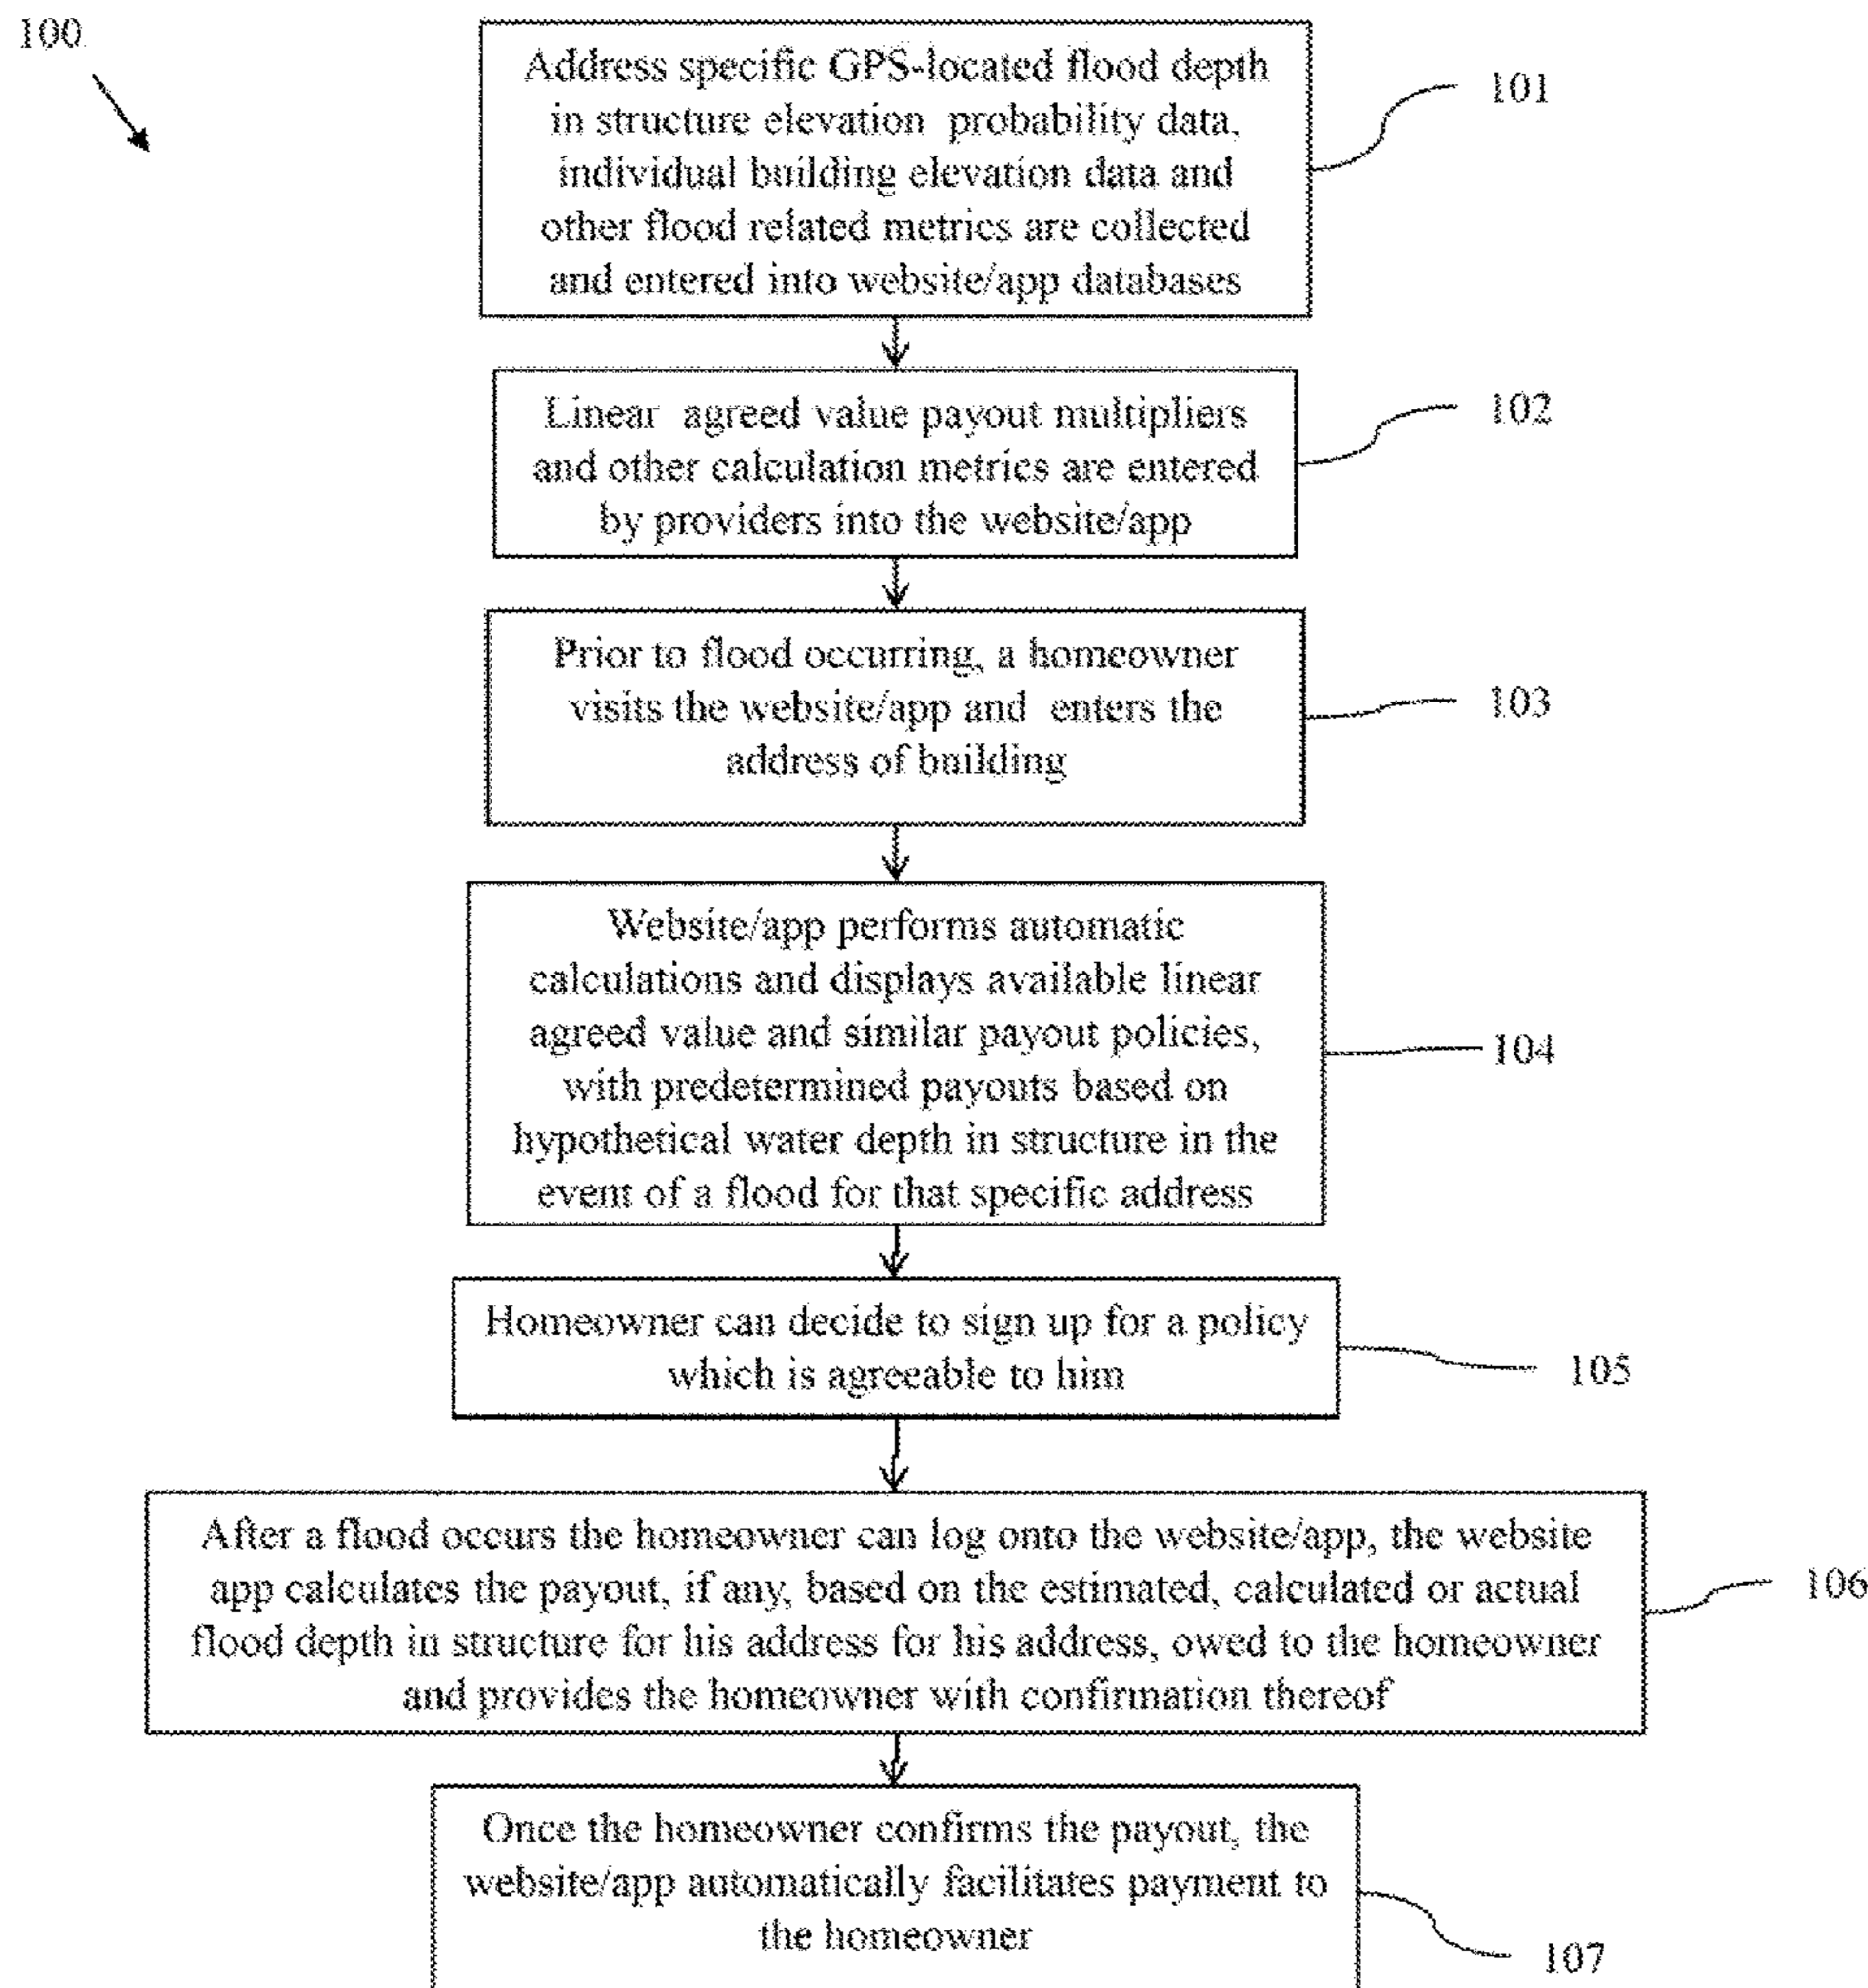 100
Address specific GPS-located flood depth
in structure elevation probability data,
individual building elevation data and
other flood related metrics are collected
and entered into website/app databases
101
Linear agreed value payout multipliers
and other calculation metrics are entered
by providers into the website/app
102
Prior to flood occurring, a homeowner
visits the website/app and enters the
address of building
103
Website/app performs automatic
calculations and displays available linear
agreed value and similar payout policies,
with predetermined payouts based on
hypothetical water depth in structure in the
event of a flood for that specific address
104
Homeowner can decide to sign up for a policy
which is agreeable to him
105
After a flood occurs the homeowner can log onto the website/app, the website
app calculates the payout, if any, based on the estimated, calculated or actual
flood depth in structure for his address for his address, owed to the homeowner
and provides the homeowner with confirmation thereof
106
Once the homeowner confirms the payout, the
website/app automatically facilitates payment to
the homeowner
107